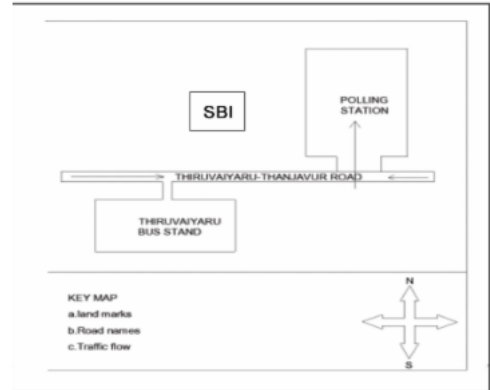 SBI
POLLING
STATION
THIRUVAIYARU-THANJAVUR ROAD
THIRUVAIYARU
BUS STAND
KEY MAP
a.land marks
b.Road names
c.Traffic flow
N
S